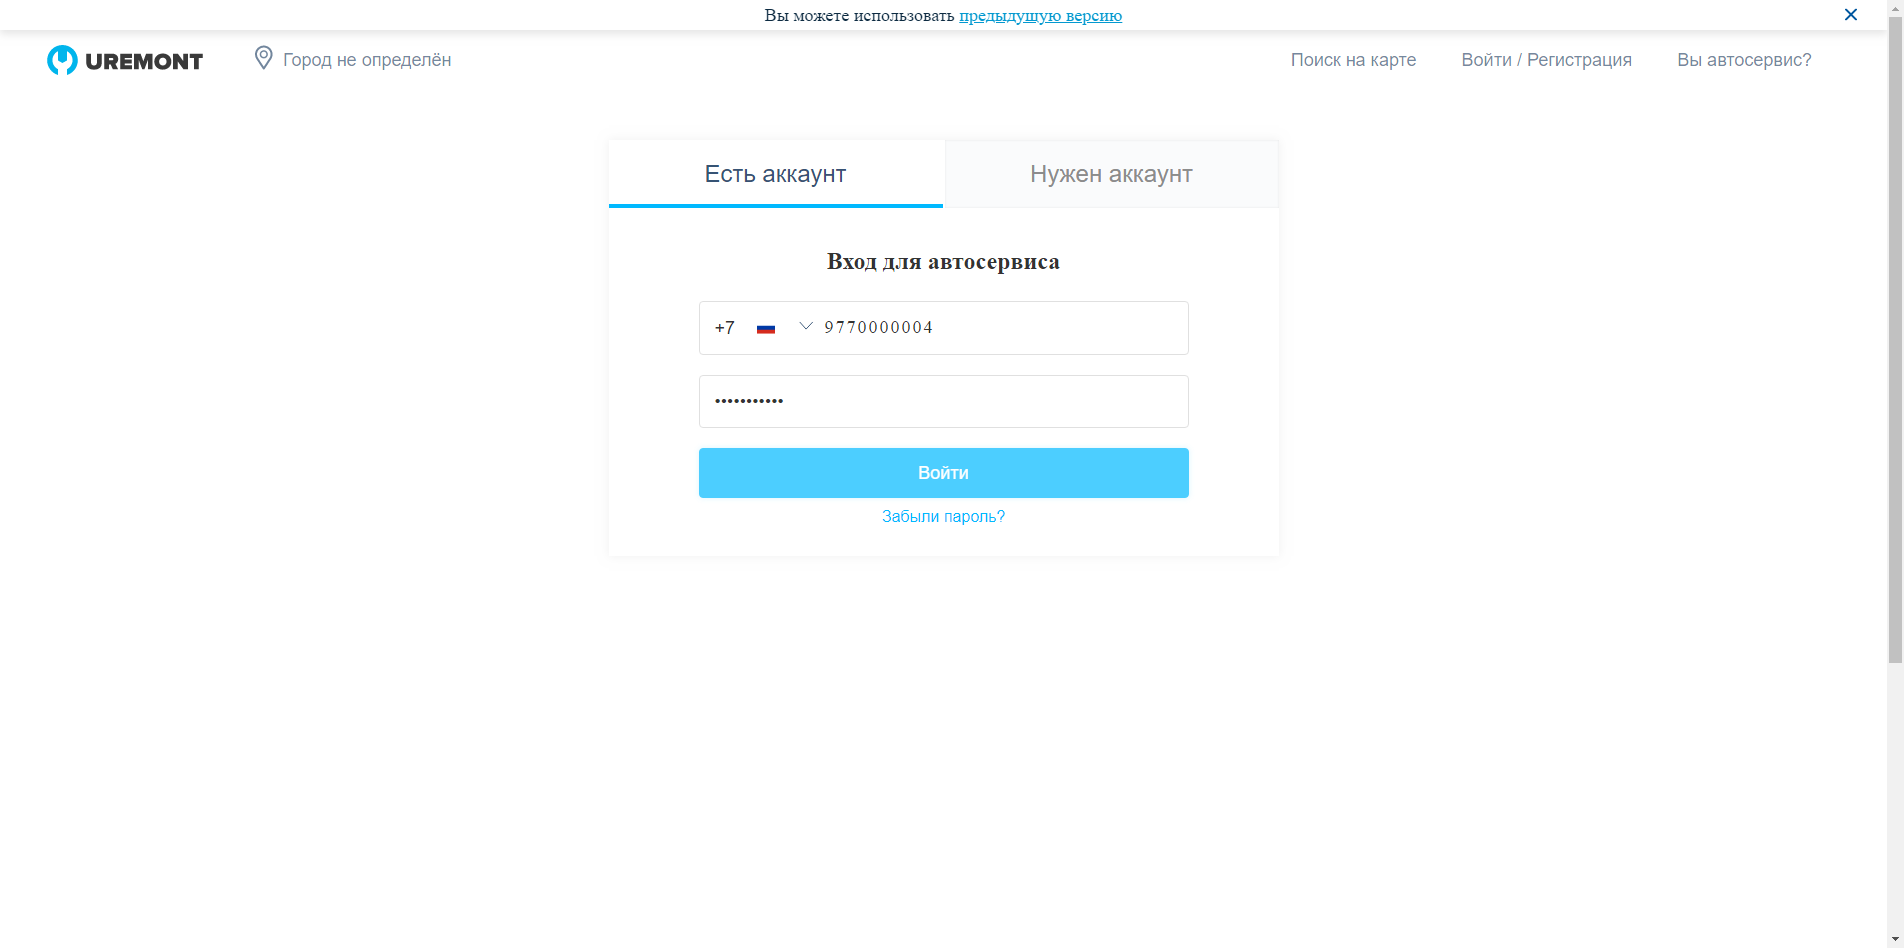 Вы можете использовать предыдущую версию
UREMONT
Город не определён
Поиск на карте
Войти / Регистрация
Вы автосервис?
Есть аккаунт
Нужен аккаунт
Вход для автосервиса
+7 9770000004
•••••••••••
Войти
Забыли пароль?